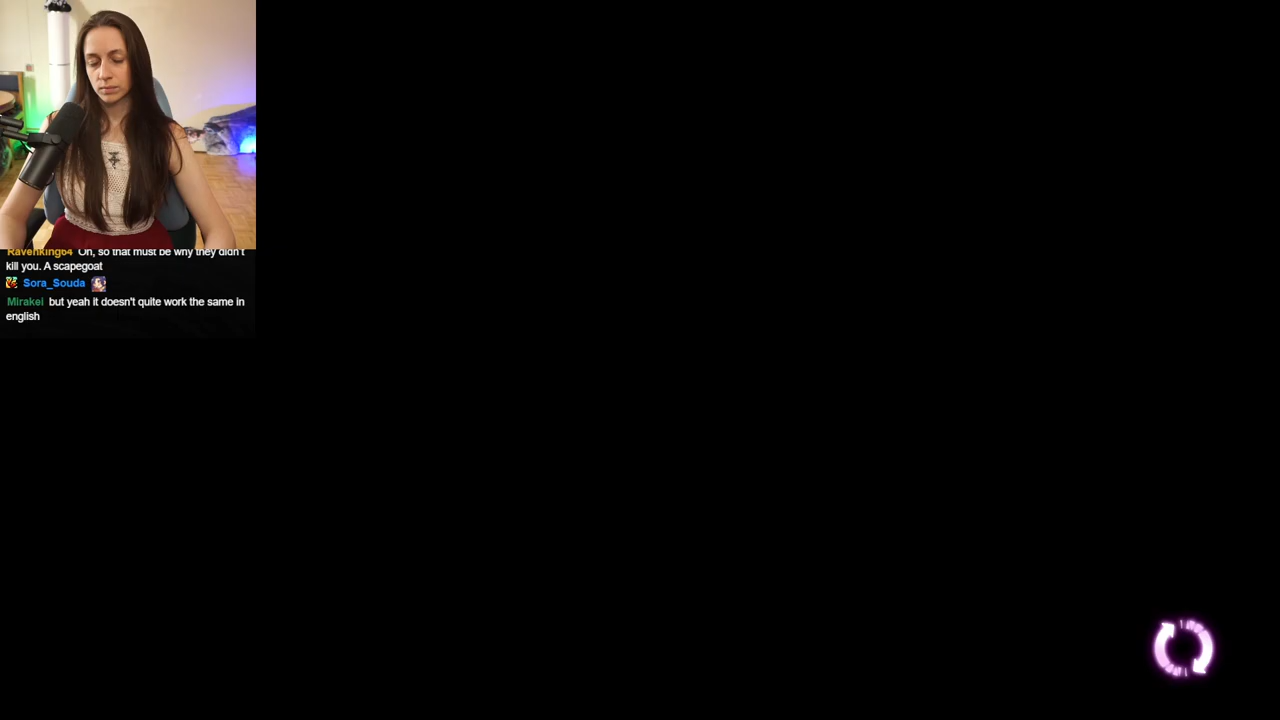 Ravenking64 Oh, so that must be why they didn't
kill you. A scapegoat
Sora_Souda
Mirakel but yeah it doesn't quite work the same in
english